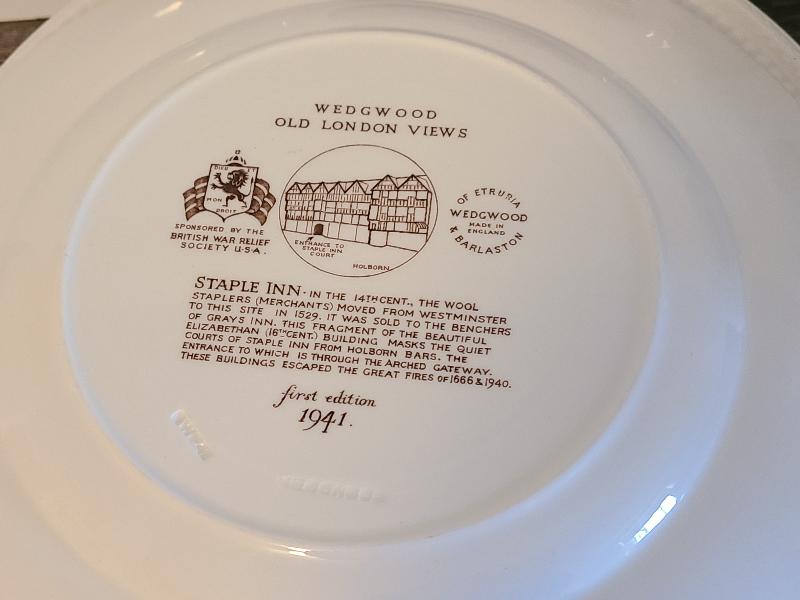 WEDGWOOD
OLD LONDON VIEWS
DIEU
MON
DROIT
SPONSORED BY THE
BRITISH WAR RELIEF
SOCIETY U·S·A.
ENTRANCE TO
STAPLE INN
COURT
HOLBORN
OF ETRURIA
WEDGWOOD
MADE IN
ENGLAND
& BARLASTON
STAPLE INN · IN THE 14TH CENT., THE WOOL
STAPLERS (MERCHANTS) MOVED FROM WESTMINSTER
TO THIS SITE IN 1529. IT WAS SOLD TO THE BENCHERS
OF GRAYS INN. THIS FRAGMENT OF THE BEAUTIFUL
ELIZABETHAN (16TH CENT.) BUILDING MASKS THE QUIET
COURTS OF STAPLE INN FROM HOLBORN BARS. THE
ENTRANCE TO WHICH IS THROUGH THE ARCHED GATEWAY.
THESE BUILDINGS ESCAPED THE GREAT FIRES OF 1666 & 1940.
first edition
1941.
WEDGWOOD